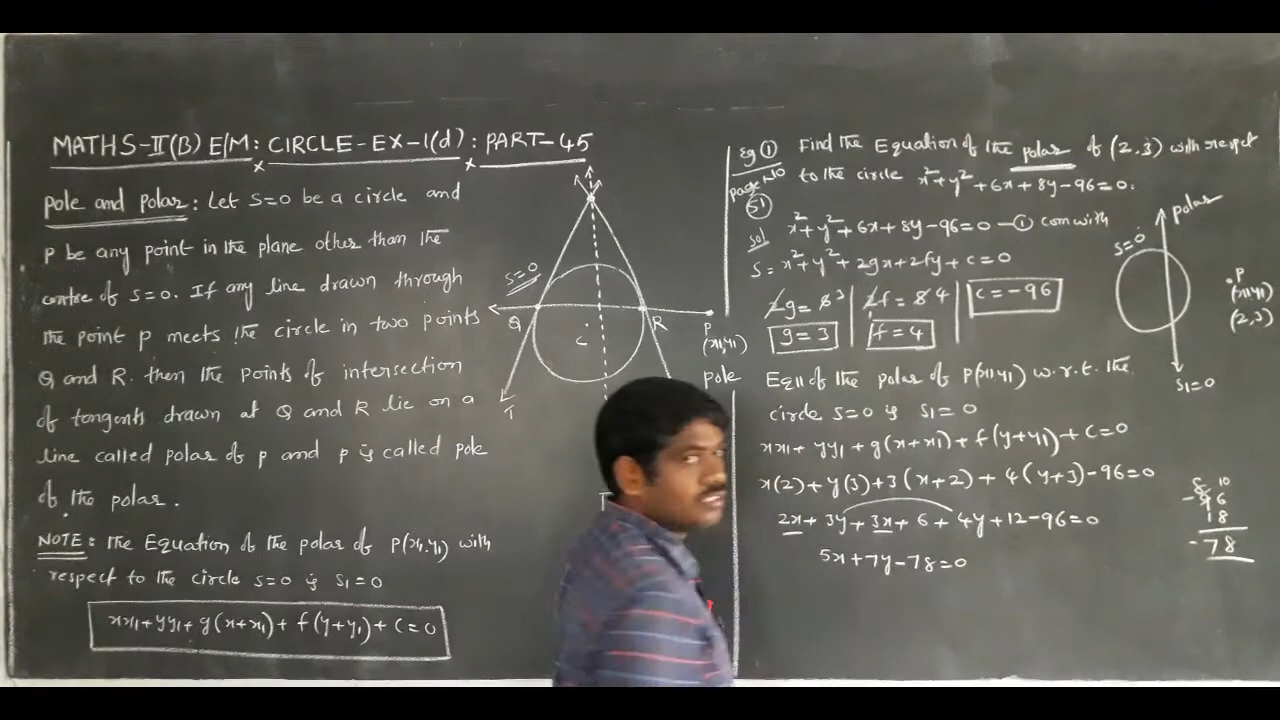 MATHS-II(B) E/M: CIRCLE-EX-1(d): PART-45
Pole and Polar: Let S=0 be a circle and
P be any point in the plane other than the
centre of S=0. If any line drawn through
the point P meets the circle in two points
Q and R. then the points of intersection
of tangents drawn at Q and R lie on a
line called polar of P and P is called pole
of the polar.
NOTE: The Equation of the polar of P(x1,y1) with
respect to the circle S=0 is S1=0
xx1+yy1+g(x+x1)+f(y+y1)+c=0
S=0
Q
R
C
P
(x1,y1)
pole
T
T
Eg ① Find the Equation of the polar of (2,3) with respect
Page NO 51
to the circle x²+y²+6x+8y-96=0.
Sol x²+y²+6x+8y-96=0 — ① com with
S=x²+y²+2gx+2fy+c=0
2g=6 3 | 2f=8 4 | c=-96
g=3 f=4
polar
S=0
P
(x1,y1)
(2,3)
S1=0
Eqn of the polar of P(x1,y1) w.r.t. the
circle S=0 is S1=0
xx1+yy1+g(x+x1)+f(y+y1)+c=0
x(2)+y(3)+3(x+2)+4(y+3)-96=0
2x+3y+3x+6+4y+12-96=0
5x+7y-78=0
8 10
-96
18
-78